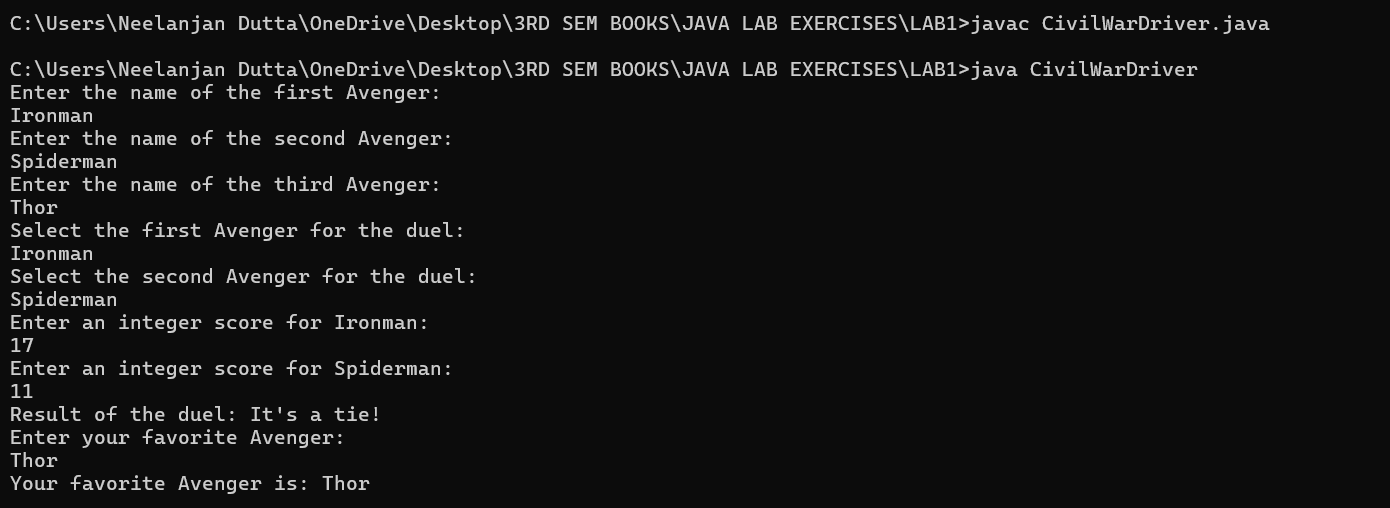 C:\Users\Neelanjan Dutta\OneDrive\Desktop\3RD SEM BOOKS\JAVA LAB EXERCISES\LAB1>javac CivilWarDriver.java
C:\Users\Neelanjan Dutta\OneDrive\Desktop\3RD SEM BOOKS\JAVA LAB EXERCISES\LAB1>java CivilWarDriver
Enter the name of the first Avenger:
Ironman
Enter the name of the second Avenger:
Spiderman
Enter the name of the third Avenger:
Thor
Select the first Avenger for the duel:
Ironman
Select the second Avenger for the duel:
Spiderman
Enter an integer score for Ironman:
17
Enter an integer score for Spiderman:
11
Result of the duel: It's a tie!
Enter your favorite Avenger:
Thor
Your favorite Avenger is: Thor